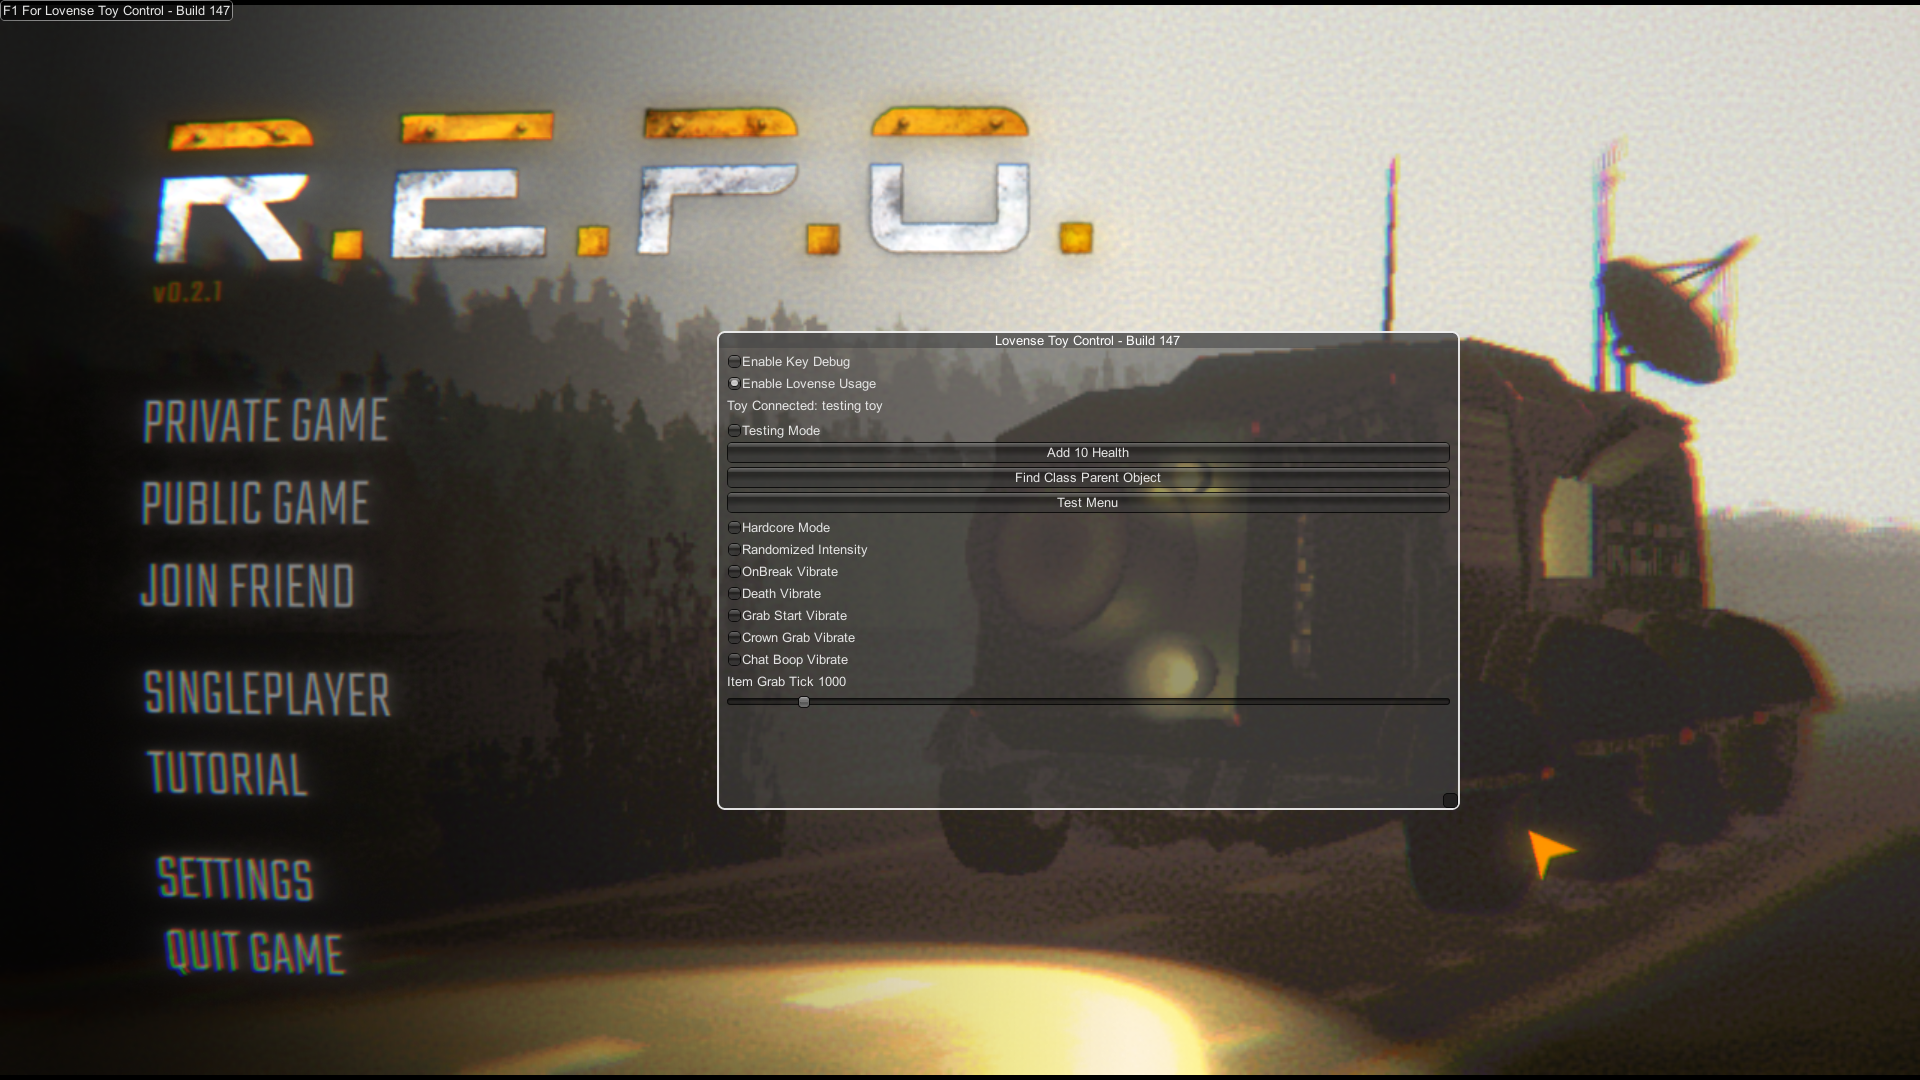 F1 For Lovense Toy Control - Build 147
R.E.P.O.
v0.2.1
PRIVATE GAME
PUBLIC GAME
JOIN FRIEND
SINGLEPLAYER
TUTORIAL
SETTINGS
QUIT GAME
Lovense Toy Control - Build 147
Enable Key Debug
Enable Lovense Usage
Toy Connected: testing toy
Testing Mode
Add 10 Health
Find Class Parent Object
Test Menu
Hardcore Mode
Randomized Intensity
OnBreak Vibrate
Death Vibrate
Grab Start Vibrate
Crown Grab Vibrate
Chat Boop Vibrate
Item Grab Tick 1000